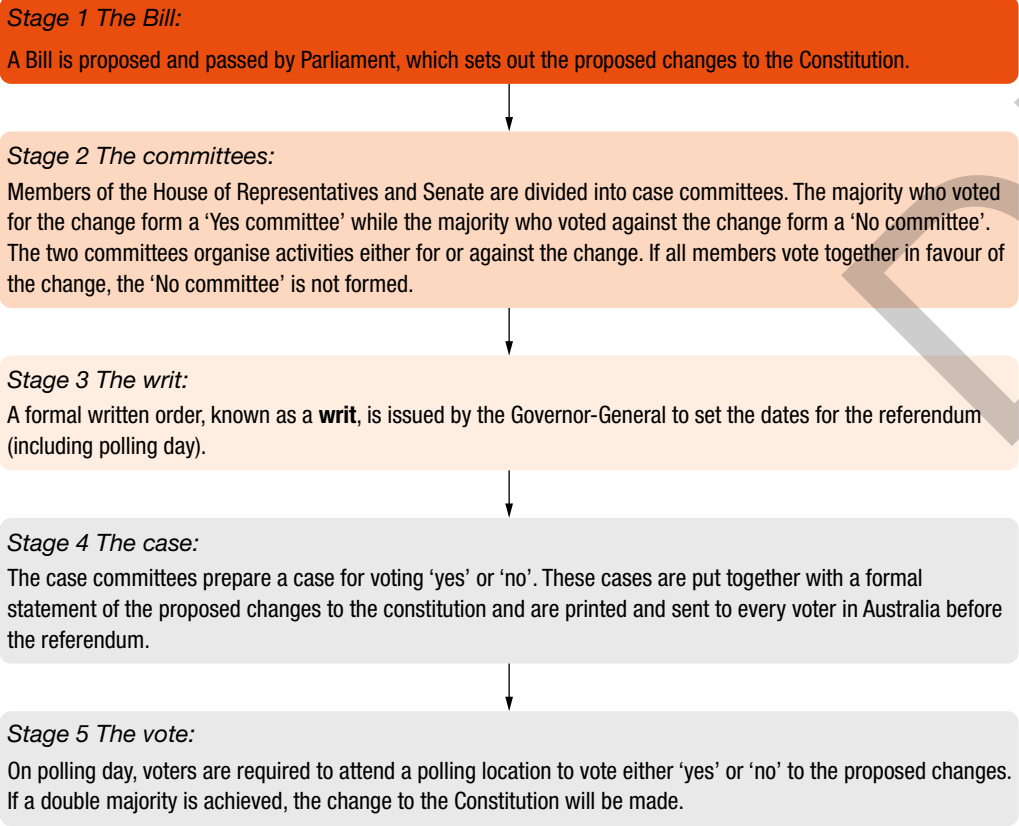 Stage 1 The Bill:
A Bill is proposed and passed by Parliament, which sets out the proposed changes to the Constitution.
Stage 2 The committees:
Members of the House of Representatives and Senate are divided into case committees. The majority who voted
for the change form a ‘Yes committee’ while the majority who voted against the change form a ‘No committee’.
The two committees organise activities either for or against the change. If all members vote together in favour of
the change, the ‘No committee’ is not formed.
Stage 3 The writ:
A formal written order, known as a writ, is issued by the Governor-General to set the dates for the referendum
(including polling day).
Stage 4 The case:
The case committees prepare a case for voting ‘yes’ or ‘no’. These cases are put together with a formal
statement of the proposed changes to the constitution and are printed and sent to every voter in Australia before
the referendum.
Stage 5 The vote:
On polling day, voters are required to attend a polling location to vote either ‘yes’ or ‘no’ to the proposed changes.
If a double majority is achieved, the change to the Constitution will be made.